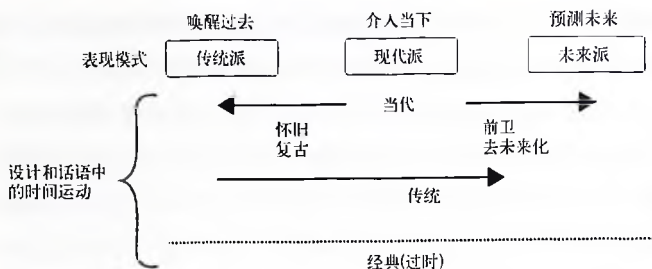 唤醒过去 介入当下 预测未来
表现模式 传统派 现代派 未来派
当代
怀旧 前卫
复古 去未来化
设计和话语中
的时间运动
传统
经典(过时)